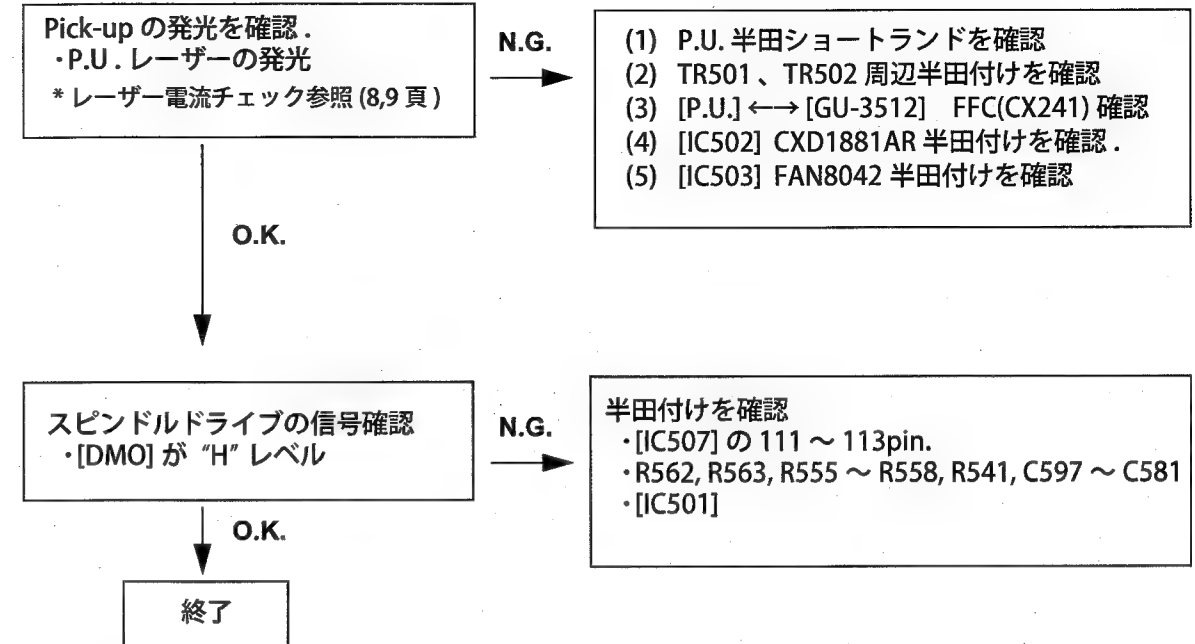 Pick-up の発光を確認 .
・P.U . レーザーの発光
* レーザー電流チェック参照 (8,9 頁 )
N.G.
(1) P.U. 半田ショートランドを確認
(2) TR501 、TR502 周辺半田付けを確認
(3) [P.U.] ←→ [GU-3512] FFC(CX241) 確認
(4) [IC502] CXD1881AR 半田付けを確認 .
(5) [IC503] FAN8042 半田付けを確認
O.K.
スピンドルドライブの信号確認
・[DMO] が “H” レベル
N.G.
半田付けを確認
・[IC507] の 111 ～ 113pin.
・R562, R563, R555 ～ R558, R541, C597 ～ C581
・[IC501]
O.K.
終了